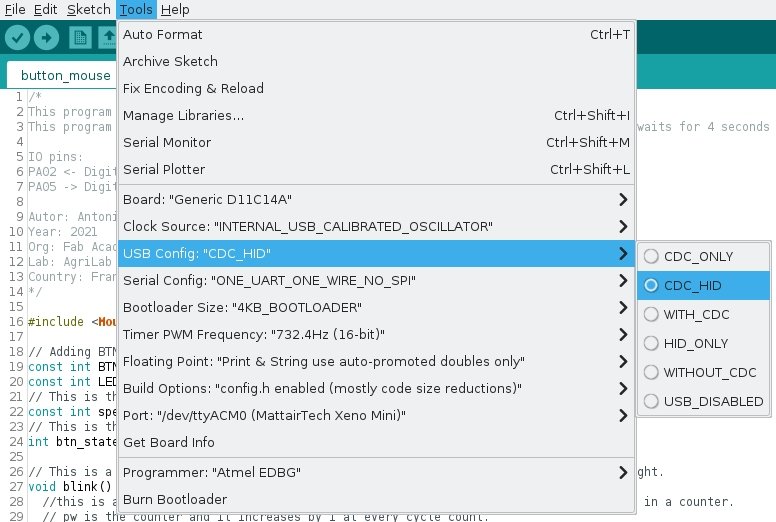 File Edit Sketch Tools Help
Auto Format Ctrl+T
Archive Sketch
button_mouse
Fix Encoding & Reload
1 /*
Manage Libraries... Ctrl+Shift+I
2 This program
3 This program waits for 4 seconds
Serial Monitor Ctrl+Shift+M
4
5 IO pins:
Serial Plotter Ctrl+Shift+L
6 PA02 <- Digit
7 PA05 -> Digit
Board: "Generic D11C14A"
8
9 Autor: Antoni
Clock Source: "INTERNAL_USB_CALIBRATED_OSCILLATOR"
10 Year: 2021
11 Org: Fab Acad
USB Config: "CDC_HID" CDC_ONLY
12 Lab: AgriLab
13 Country: Fran
Serial Config: "ONE_UART_ONE_WIRE_NO_SPI" CDC_HID
14 */
15
Bootloader Size: "4KB_BOOTLOADER" WITH_CDC
16 #include <Mou
17
Timer PWM Frequency: "732.4Hz (16-bit)" HID_ONLY
18 // Adding BTN
19 const int BTN
Floating Point: "Print & String use auto-promoted doubles only" WITHOUT_CDC
20 const int LED
21 // This is th
Build Options: "config.h enabled (mostly code size reductions)" USB_DISABLED
22 const int spe
23 // This is th
Port: "/dev/ttyACM0 (MattairTech Xeno Mini)"
24 int btn_state
25
Get Board Info
26 // This is a ght.
27 void blink()
Programmer: "Atmel EDBG"
28 //this is a in a counter.
Burn Bootloader
29 // pw is the counter and it increases by 1 at every cycle count.